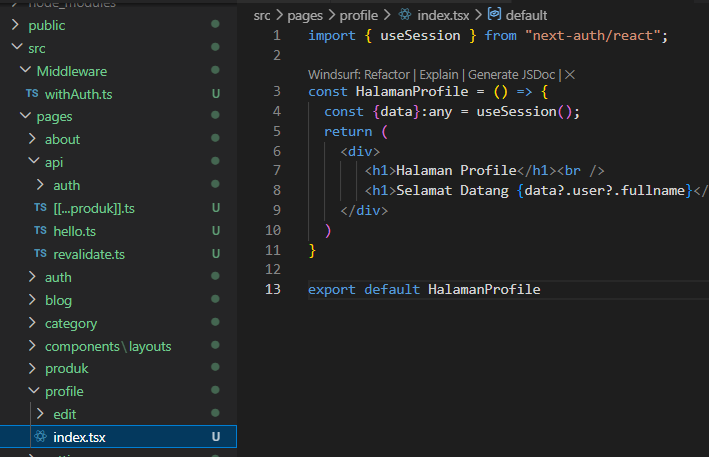 node_modules
public
src
Middleware
TS withAuth.ts U
pages
about
api
auth
TS [[...produk]].ts U
TS hello.ts U
TS revalidate.ts U
auth
blog
category
components\layouts
produk
profile
edit
index.tsx U
src > pages > profile > index.tsx > default
1 import { useSession } from "next-auth/react";
2
Windsurf: Refactor | Explain | Generate JSDoc | ×
3 const HalamanProfile = () => {
4 const {data}:any = useSession();
5 return (
6 <div>
7 <h1>Halaman Profile</h1><br />
8 <h1>Selamat Datang {data?.user?.fullname}</
9 </div>
10 )
11 }
12
13 export default HalamanProfile